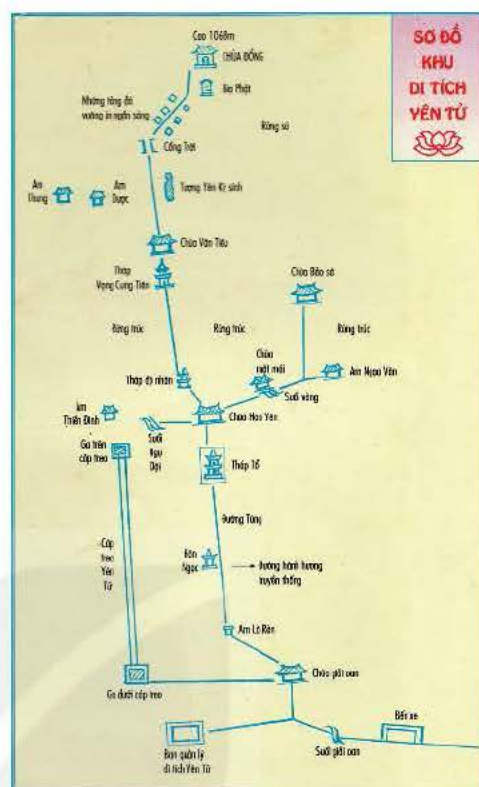 SƠ ĐỒ
KHU
DI TÍCH
YÊN TỬ
Cao 1068m
CHÙA ĐỒNG
Bia Phật
Những tảng đá
vuông in ngấn sóng
Rừng sú
Cổng Trời
Am
Thung
Am
Dược
Tượng Yên Kì Sinh
Chùa Vân Tiêu
Tháp
Vọng Cung Tiên
Chùa Bảo sái
Rừng trúc
Rừng trúc
Rừng trúc
Chùa
một mái
Am Ngọa Vân
Tháp độ nhân
Suối vàng
Am
Thiền Định
Chùa Hoa Yên
Suối
Ngự
Dội
Ga trên
cáp treo
Tháp Tổ
Đường Tùng
Cáp
treo
Yên
Tử
Hòn
Ngọc
Đường hành hương
truyền thống
Am Lò Rèn
Chùa giải oan
Ga dưới cáp treo
Bến xe
Suối giải oan
Ban quản lý
di tích Yên Tử